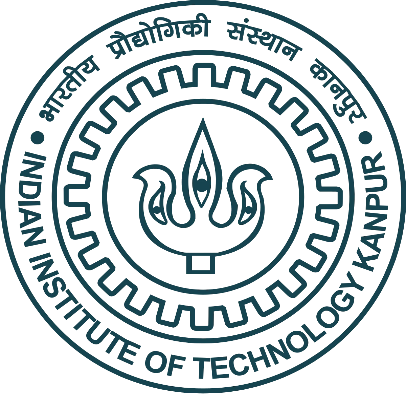 भारतीय प्रौद्योगिकी संस्थान कानपुर
INDIAN INSTITUTE OF TECHNOLOGY KANPUR